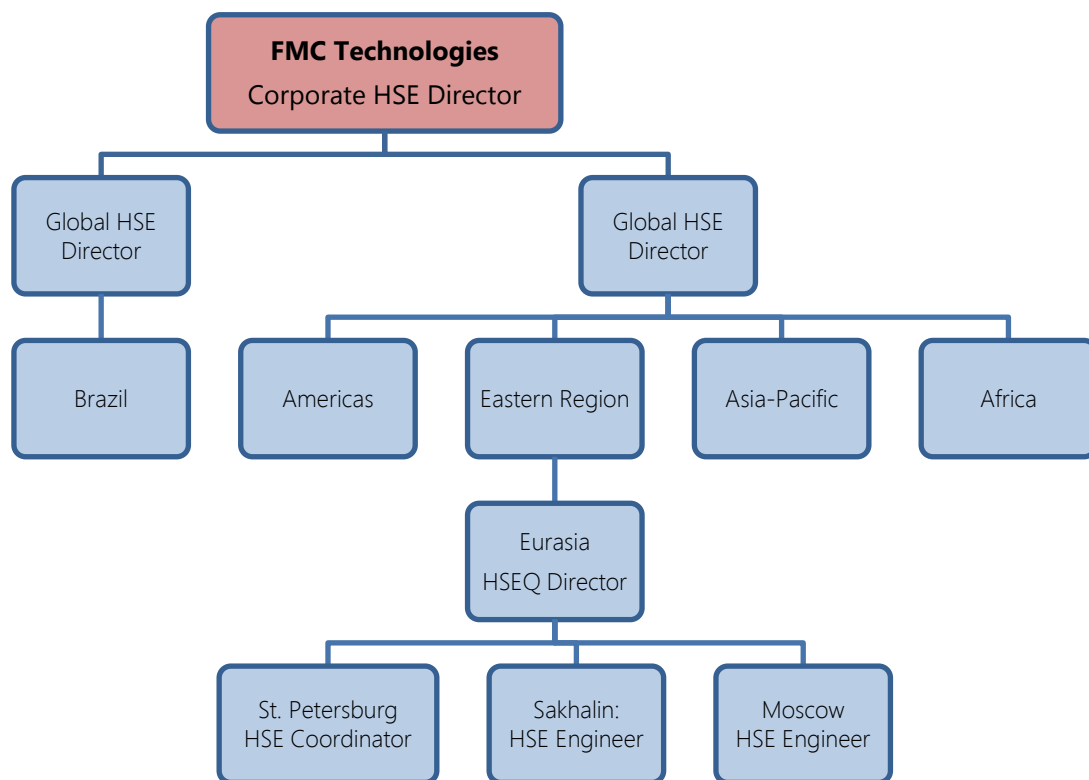 FMC Technologies
Corporate HSE Director
Global HSE
Director
Global HSE
Director
Brazil
Americas
Eastern Region
Asia-Pacific
Africa
Eurasia
HSEQ Director
St. Petersburg
HSE Coordinator
Sakhalin:
HSE Engineer
Moscow
HSE Engineer